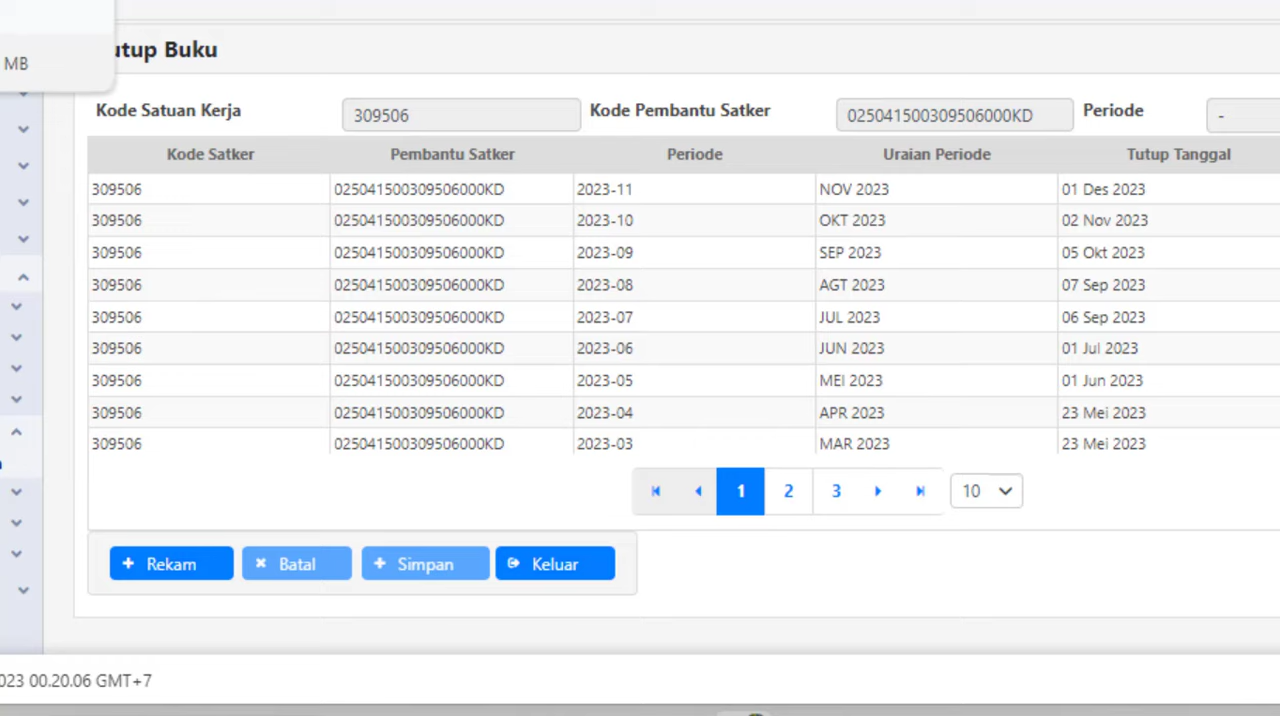 utup Buku
MB
Kode Satuan Kerja 309506 Kode Pembantu Satker 025041500309506000KD Periode -
Kode Satker Pembantu Satker Periode Uraian Periode Tutup Tanggal
309506 025041500309506000KD 2023-11 NOV 2023 01 Des 2023
309506 025041500309506000KD 2023-10 OKT 2023 02 Nov 2023
309506 025041500309506000KD 2023-09 SEP 2023 05 Okt 2023
309506 025041500309506000KD 2023-08 AGT 2023 07 Sep 2023
309506 025041500309506000KD 2023-07 JUL 2023 06 Sep 2023
309506 025041500309506000KD 2023-06 JUN 2023 01 Jul 2023
309506 025041500309506000KD 2023-05 MEI 2023 01 Jun 2023
309506 025041500309506000KD 2023-04 APR 2023 23 Mei 2023
309506 025041500309506000KD 2023-03 MAR 2023 23 Mei 2023
1 2 3 10
Rekam Batal Simpan Keluar
023 00.20.06 GMT+7